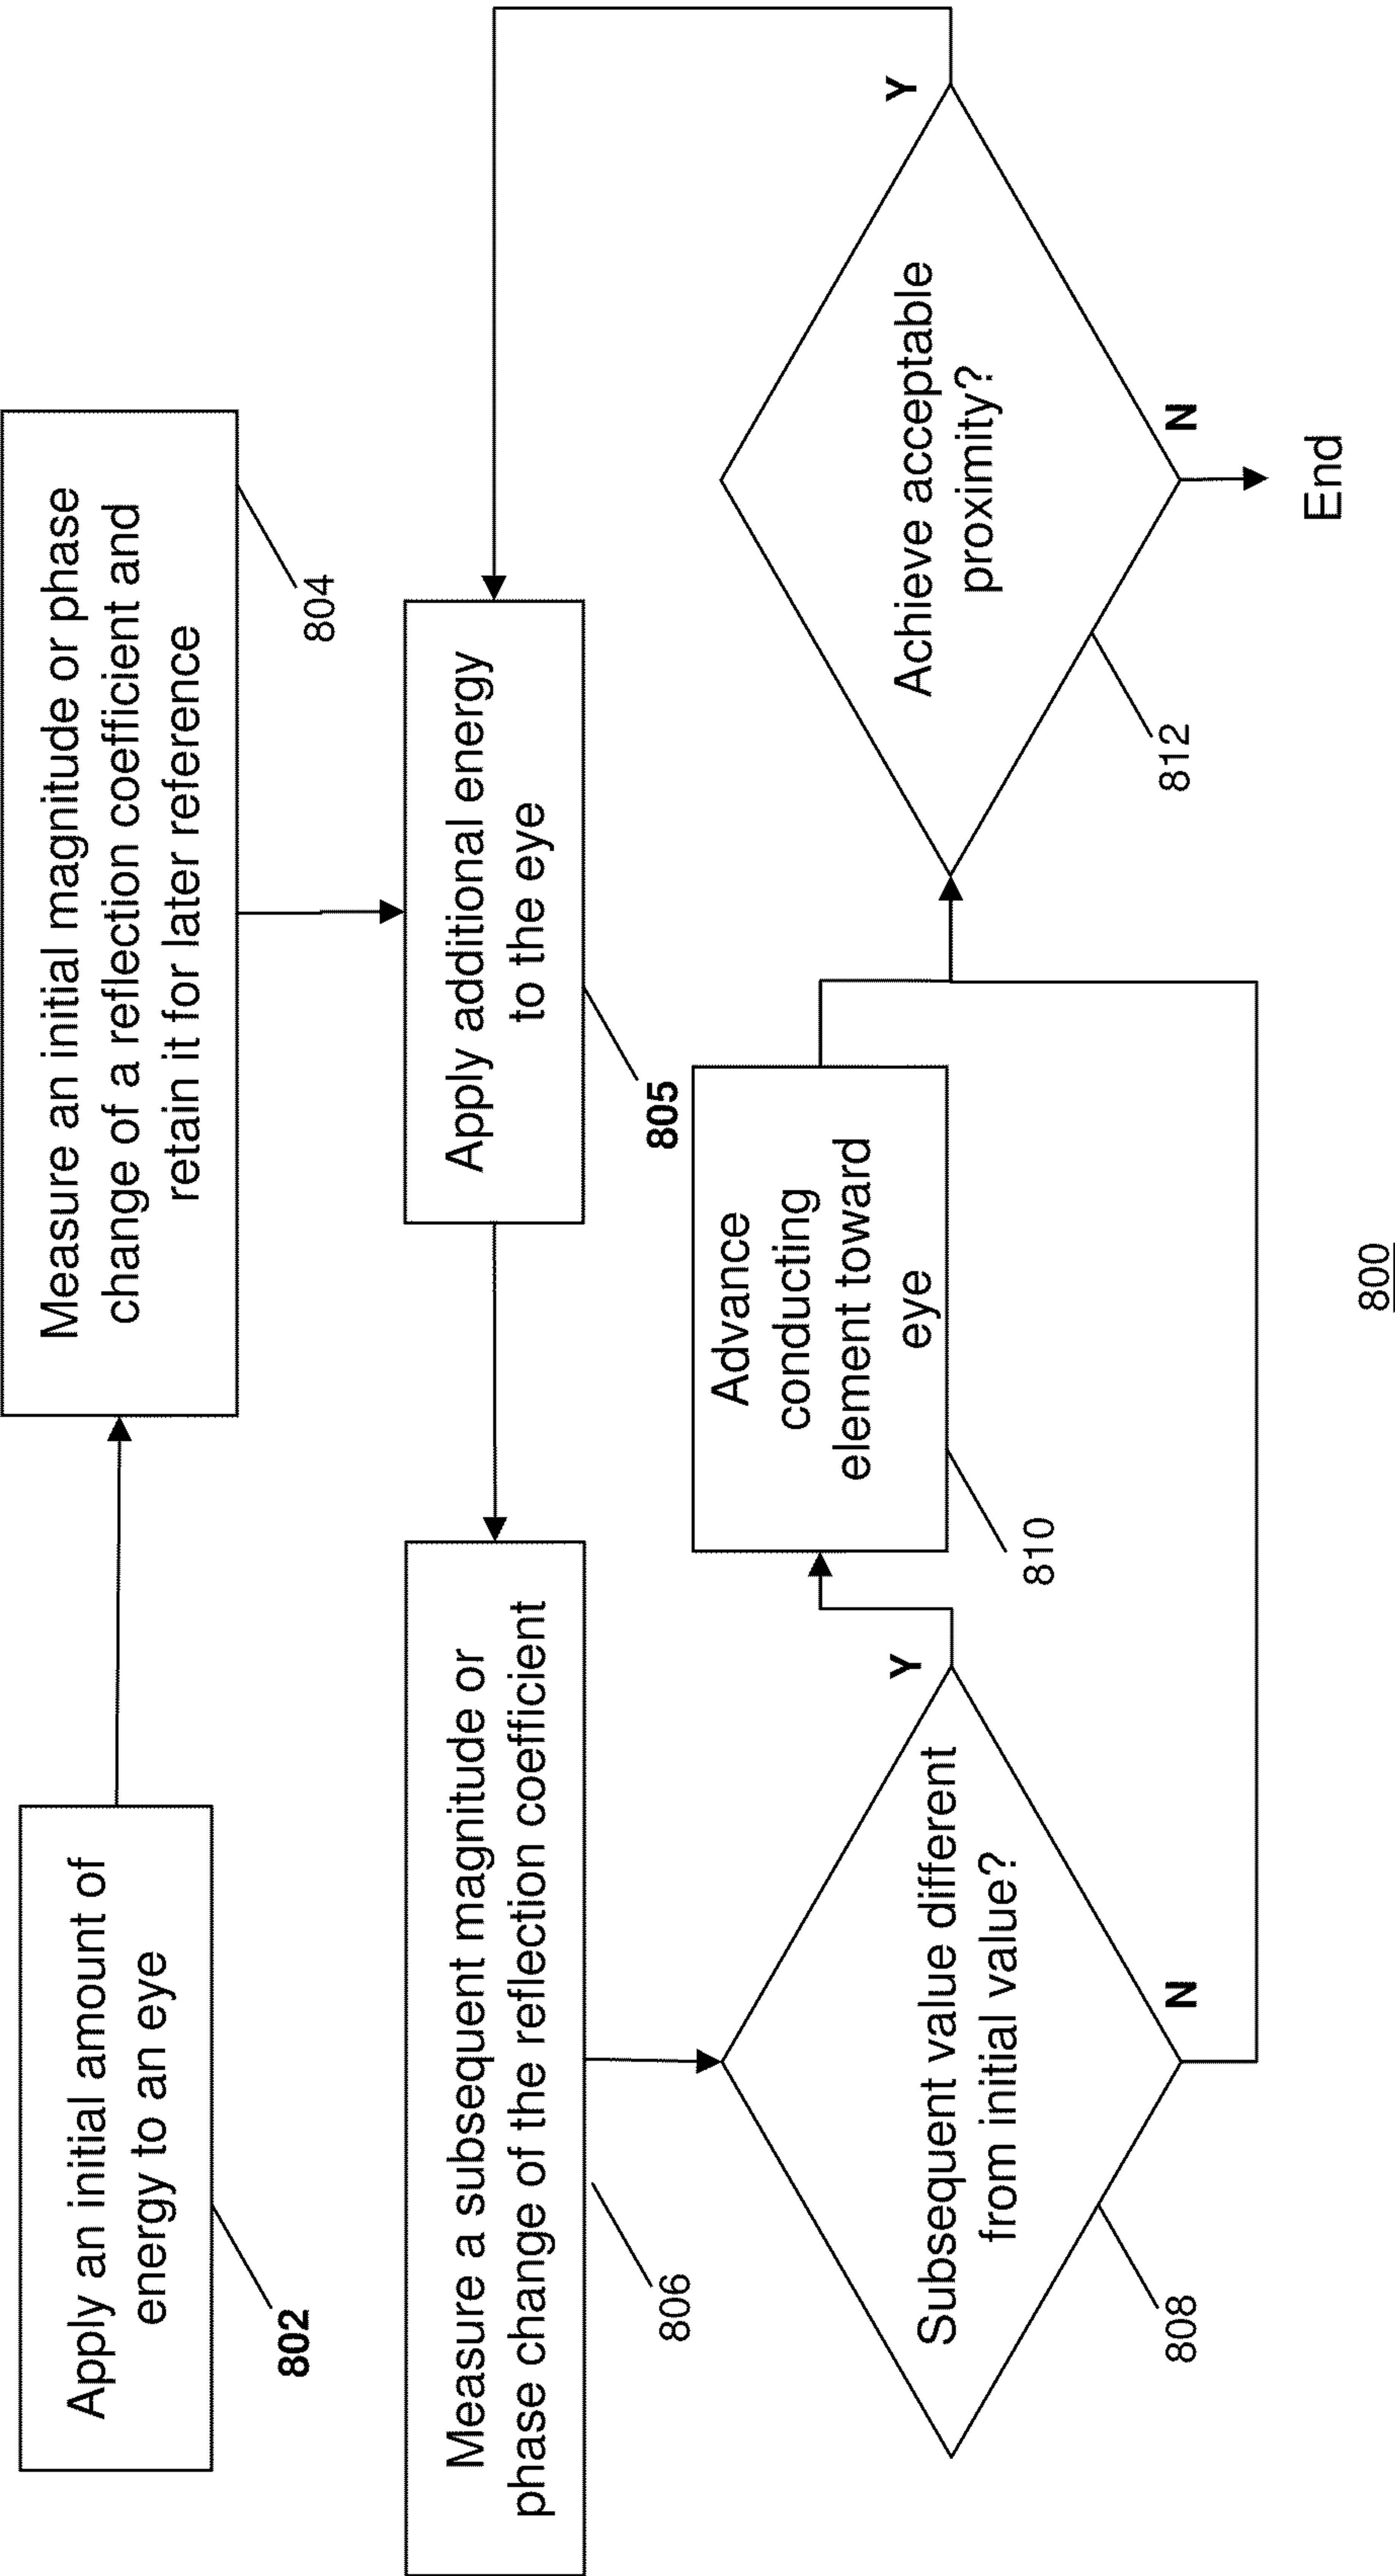 Apply an initial amount of
energy to an eye
802
Measure an initial magnitude or phase
change of a reflection coefficient and
retain it for later reference
804
Apply additional energy
to the eye
805
Measure a subsequent magnitude or
phase change of the reflection coefficient
806
Subsequent value different
from initial value?
808
Y
N
Advance
conducting
element toward
eye
810
Achieve acceptable
proximity?
812
Y
N
End
800